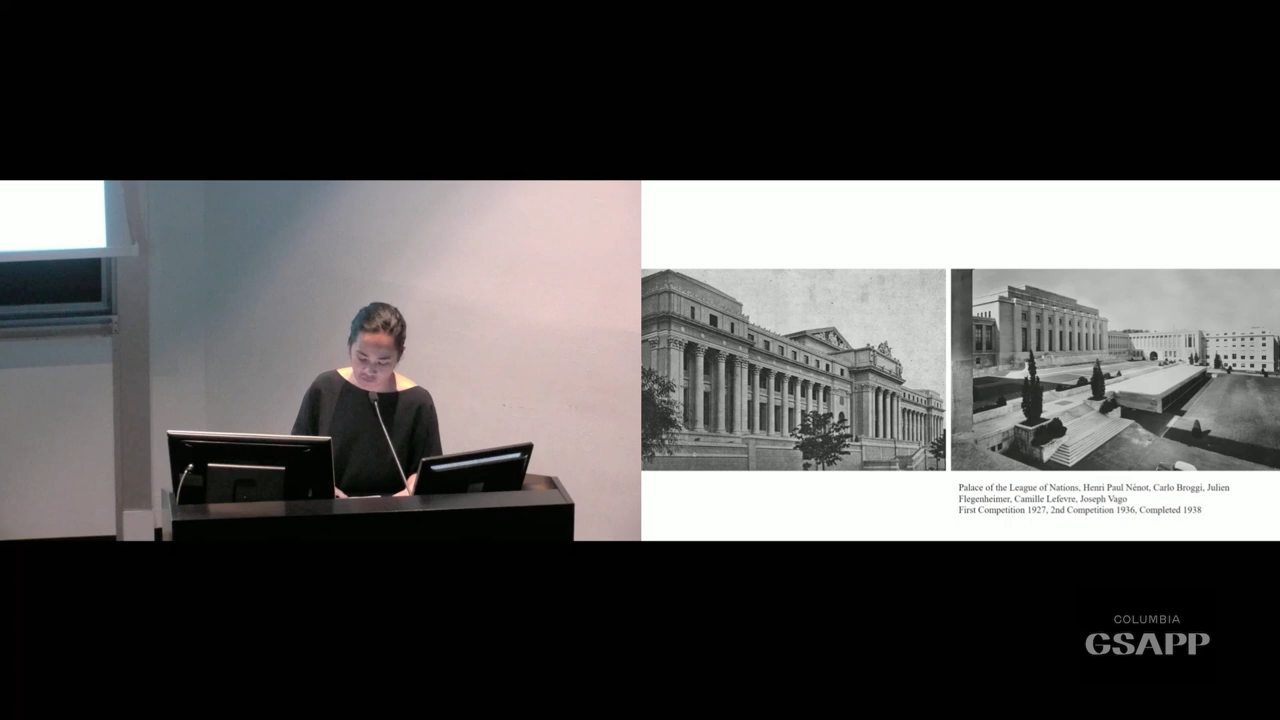 Palace of the League of Nations, Henri Paul Nénot, Carlo Broggi, Julien
Flegenheimer, Camille Lefevre, Joseph Vago
First Competition 1927, 2nd Competition 1936, Completed 1938
COLUMBIA
GSAPP